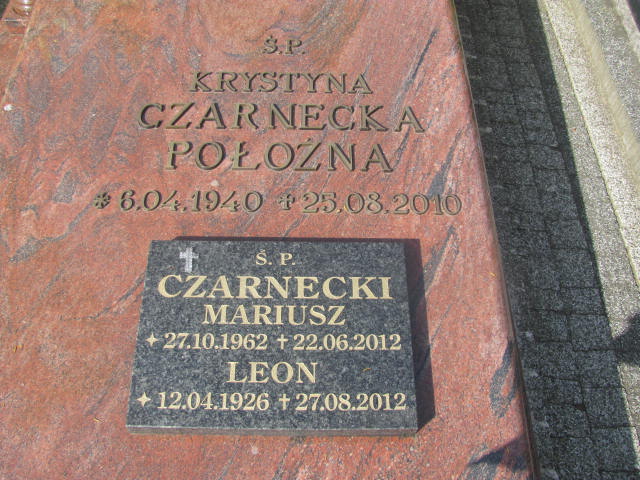 Ś.P.
KRYSTYNA
CZARNECKA
POŁOŻNA
* 6.04.1940 ✝ 25.08.2010
Ś. P.
CZARNECKI
MARIUSZ
✦ 27.10.1962 ✝ 22.06.2012
LEON
✦ 12.04.1926 ✝ 27.08.2012